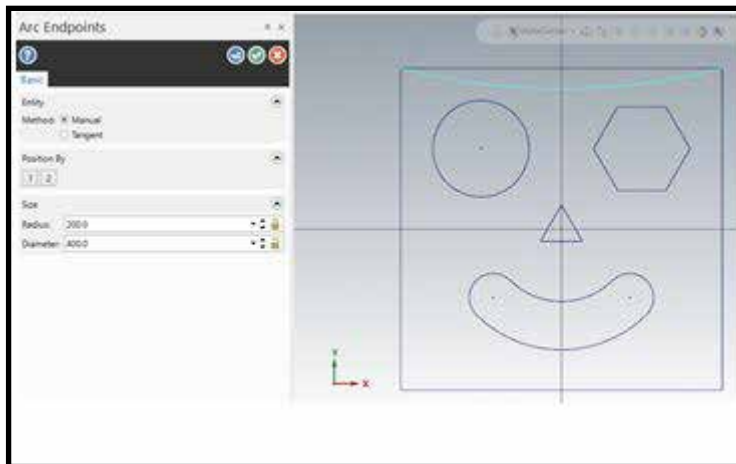 Arc Endpoints
Basic
Entity
Method: Manual
Tangent
Position By
1 2
Size
Radius: 200.0
Diameter: 400.0
Y
X